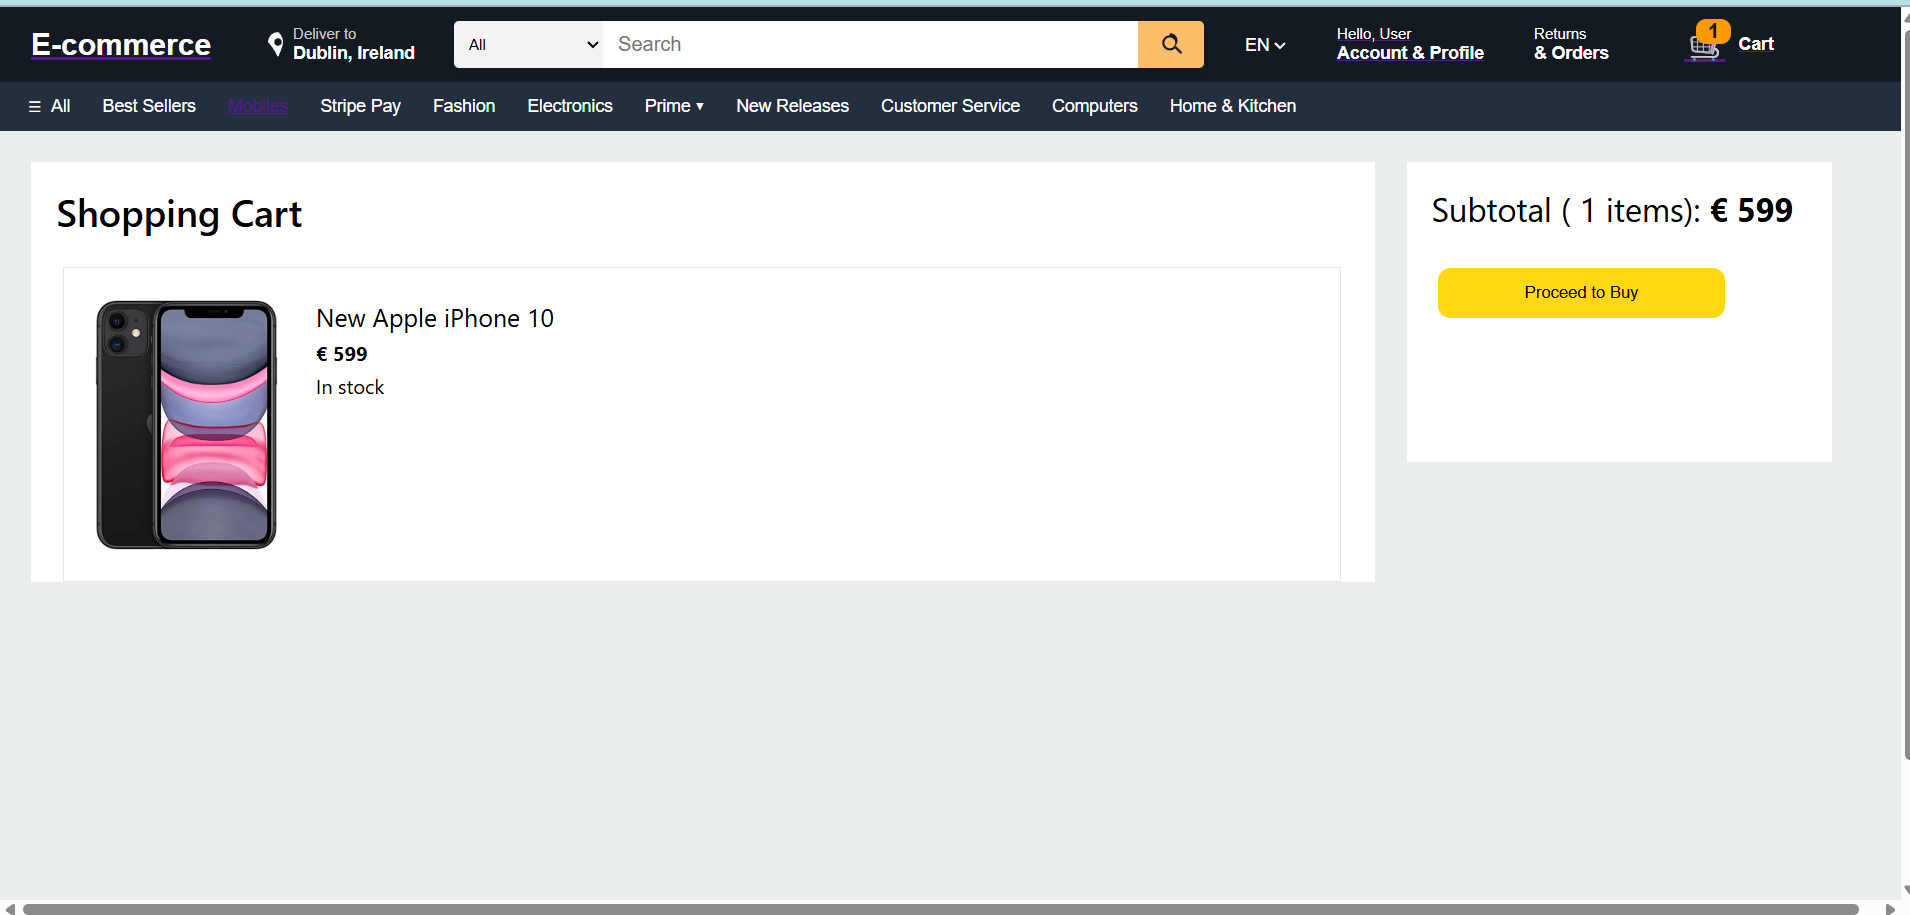 E-commerce
Deliver to
Dublin, Ireland
All
Search
EN
Hello, User
Account & Profile
Returns
& Orders
1
Cart
☰ All
Best Sellers
Mobiles
Stripe Pay
Fashion
Electronics
Prime ▾
New Releases
Customer Service
Computers
Home & Kitchen
Shopping Cart
New Apple iPhone 10
€ 599
In stock
Subtotal ( 1 items): € 599
Proceed to Buy